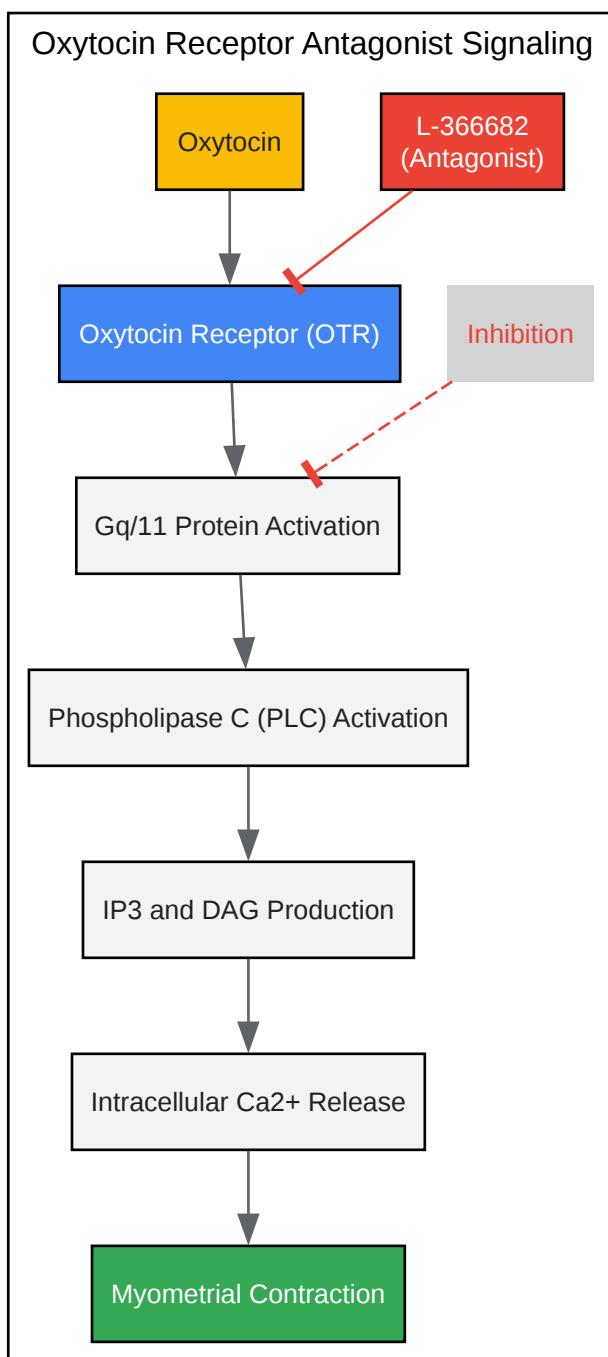 Oxytocin Receptor Antagonist Signaling
Oxytocin
L-366682
(Antagonist)
Oxytocin Receptor (OTR)
Inhibition
Gq/11 Protein Activation
Phospholipase C (PLC) Activation
IP3 and DAG Production
Intracellular Ca2+ Release
Myometrial Contraction